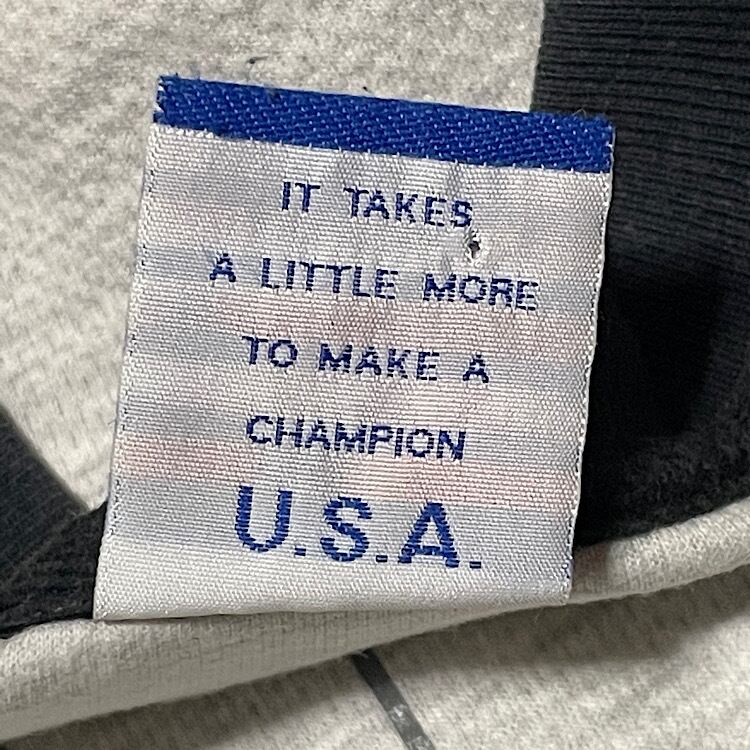 IT TAKES
A LITTLE MORE
TO MAKE A
CHAMPION
U.S.A.